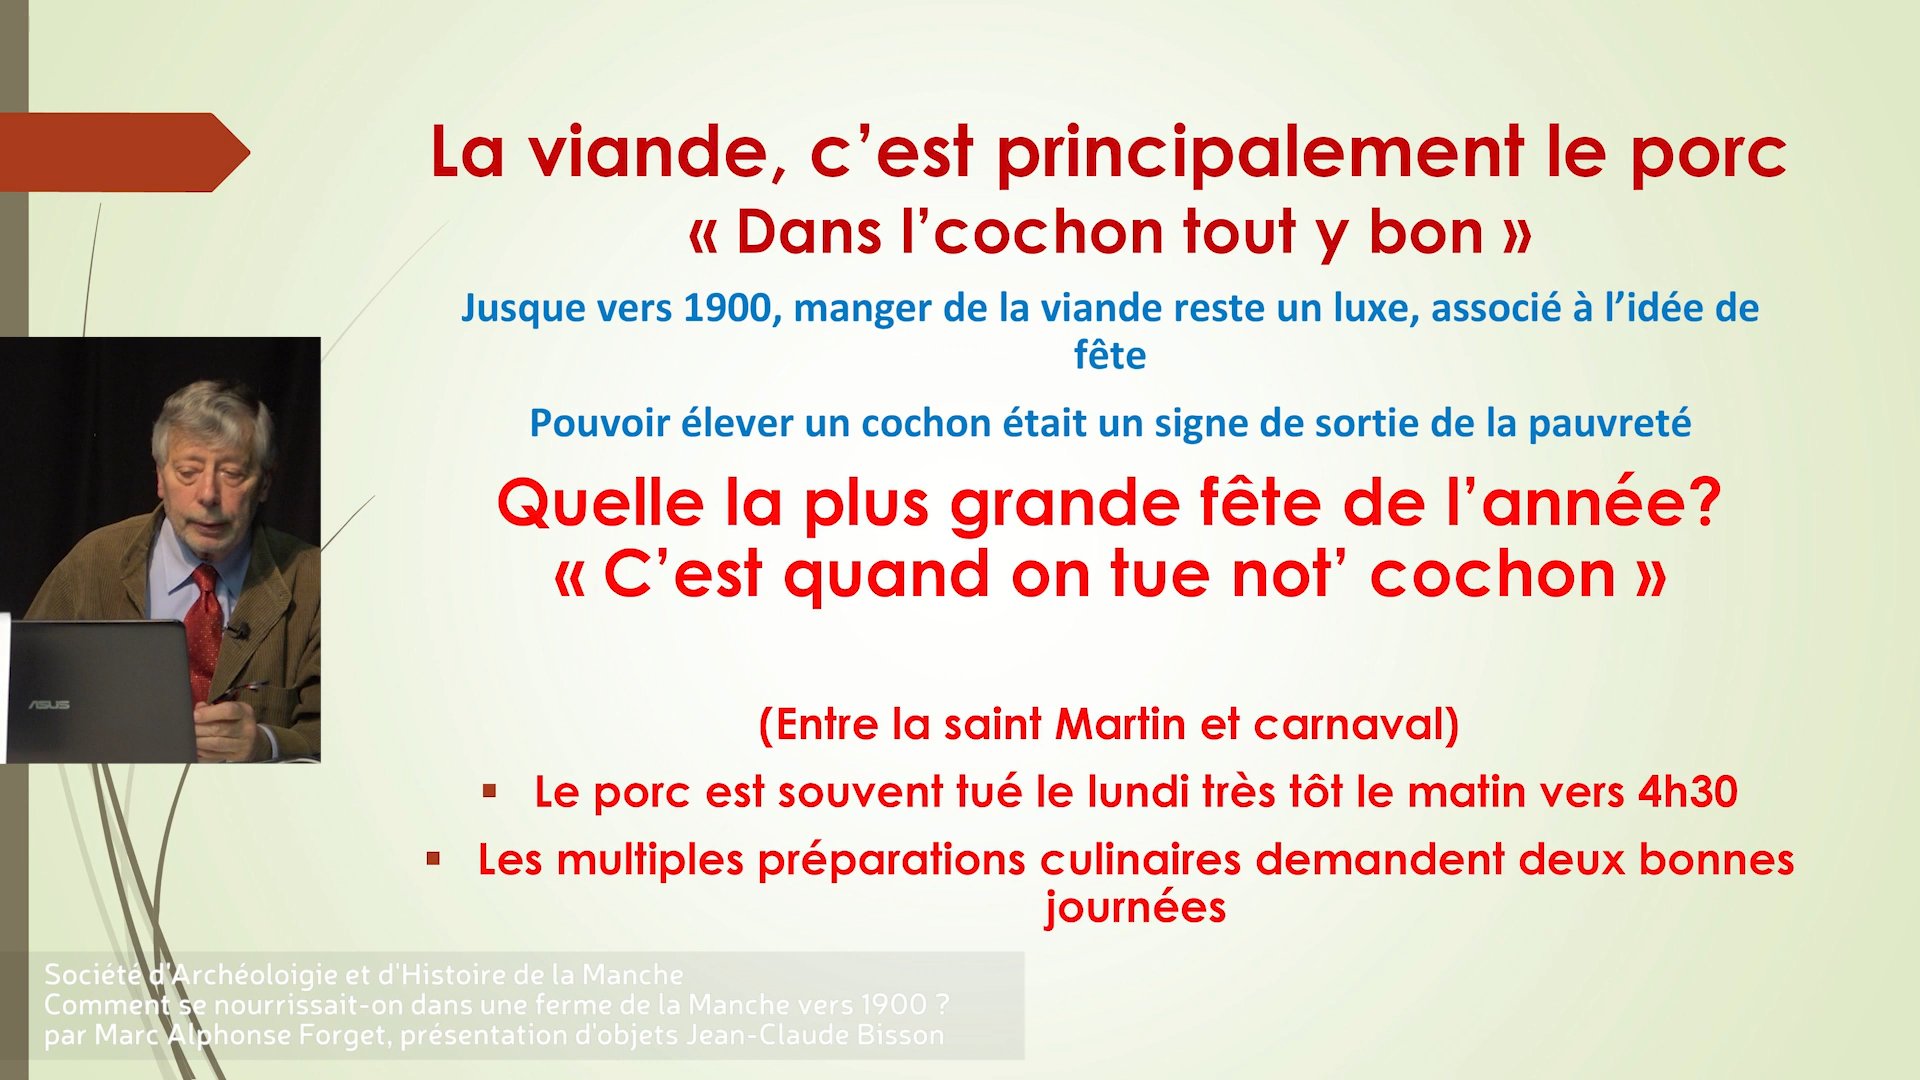 La viande, c’est principalement le porc
« Dans l’cochon tout y bon »
Jusque vers 1900, manger de la viande reste un luxe, associé à l’idée de
fête
Pouvoir élever un cochon était un signe de sortie de la pauvreté
Quelle la plus grande fête de l’année?
« C’est quand on tue not’ cochon »
(Entre la saint Martin et carnaval)
▪ Le porc est souvent tué le lundi très tôt le matin vers 4h30
▪ Les multiples préparations culinaires demandent deux bonnes
journées
ASUS
Société d'Archéoloigie et d'Histoire de la Manche
Comment se nourrissait-on dans une ferme de la Manche vers 1900 ?
par Marc Alphonse Forget, présentation d'objets Jean-Claude Bisson